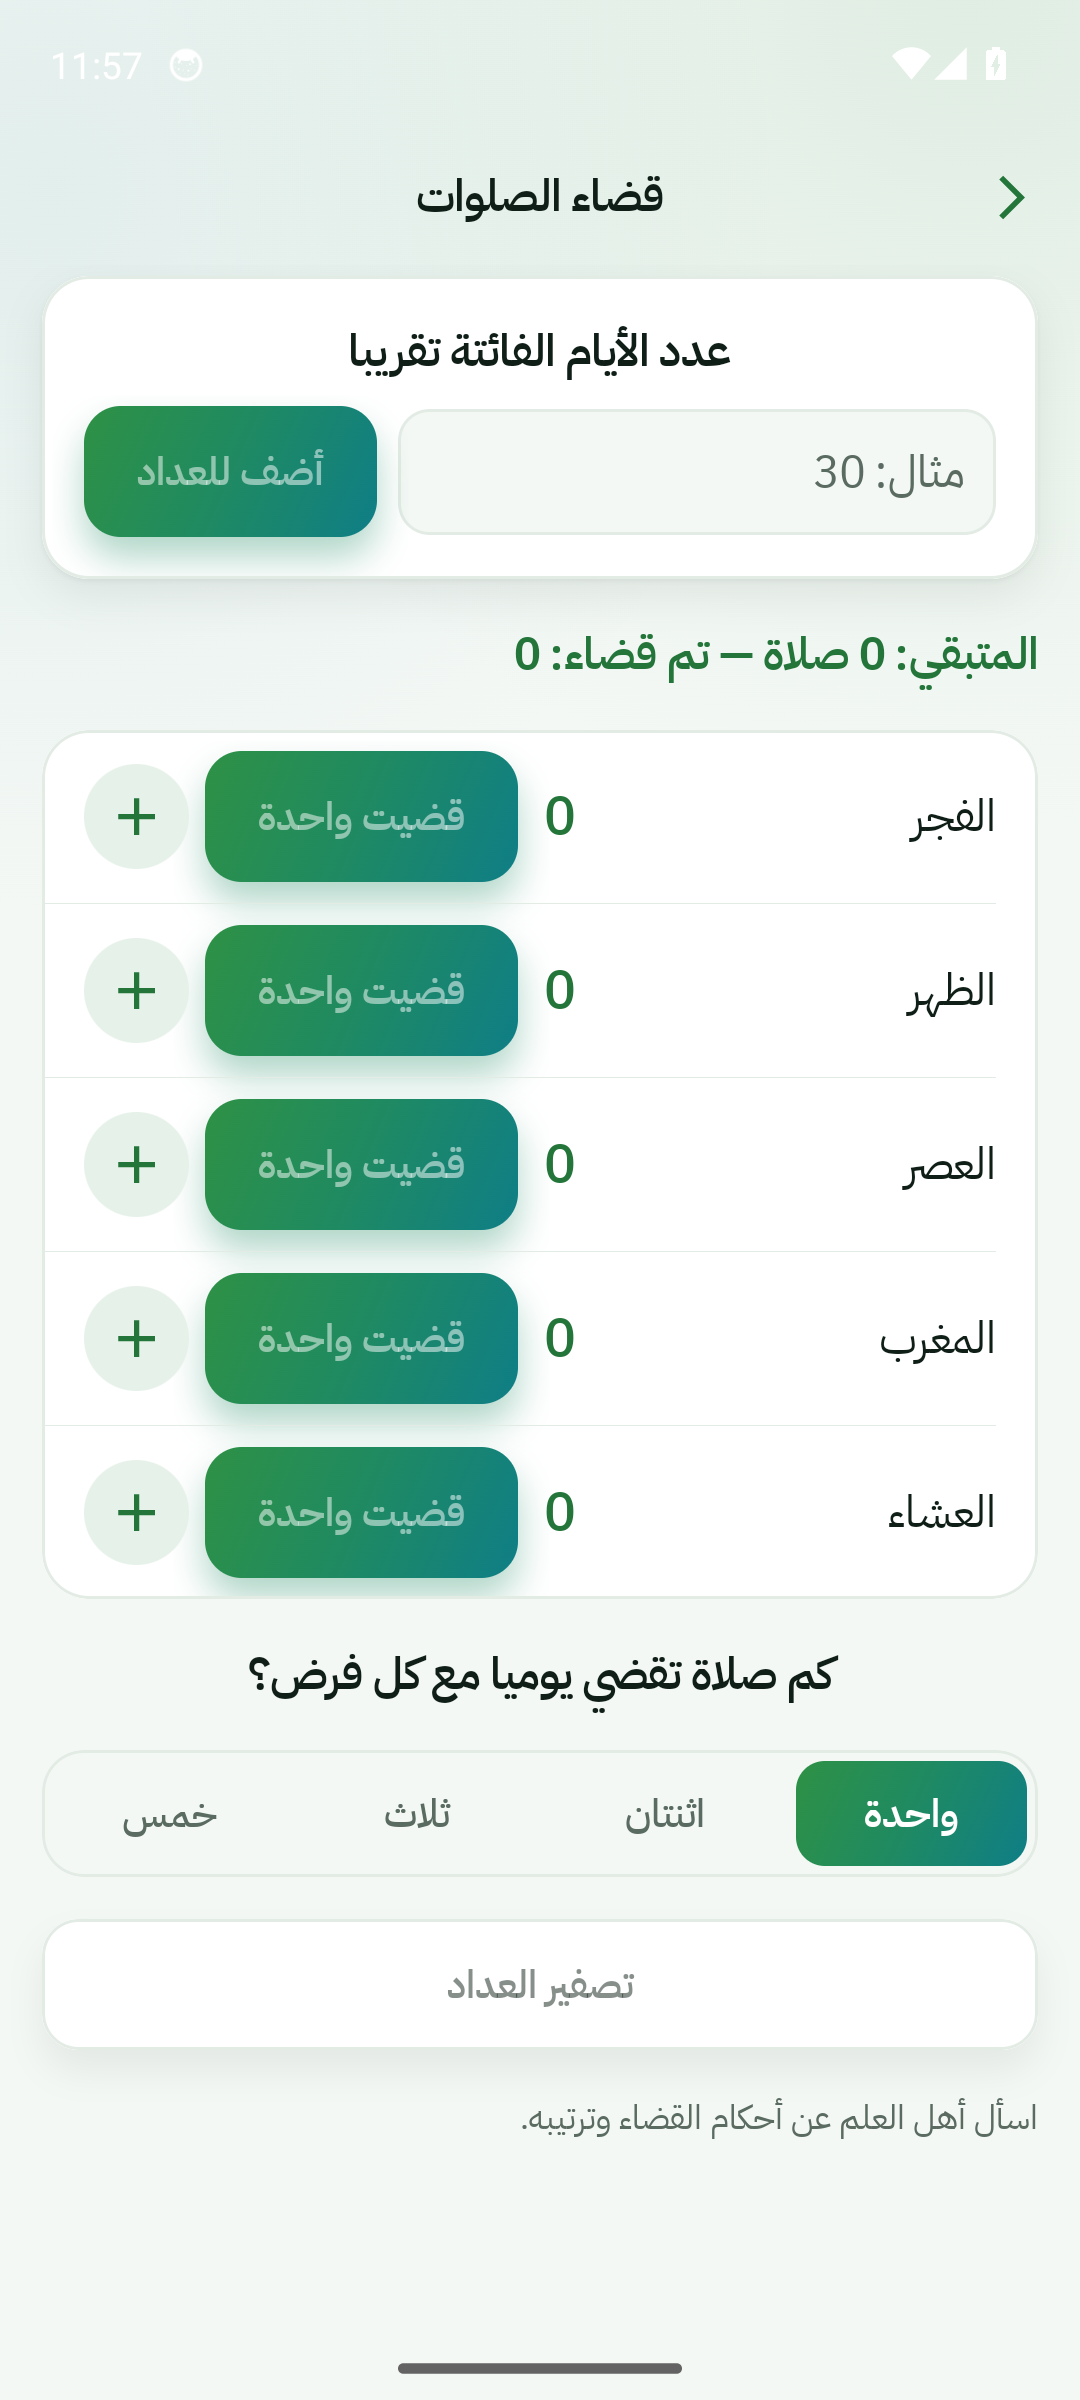 11:57
قضاء الصلوات
عدد الأيام الفائتة تقريبا
مثال: 30
أضف للعداد
المتبقي: 0 صلاة — تم قضاء: 0
الفجر 0 قضيت واحدة +
الظهر 0 قضيت واحدة +
العصر 0 قضيت واحدة +
المغرب 0 قضيت واحدة +
العشاء 0 قضيت واحدة +
كم صلاة تقضي يوميا مع كل فرض؟
واحدة اثنتان ثلاث خمس
تصفير العداد
اسأل أهل العلم عن أحكام القضاء وترتيبه.